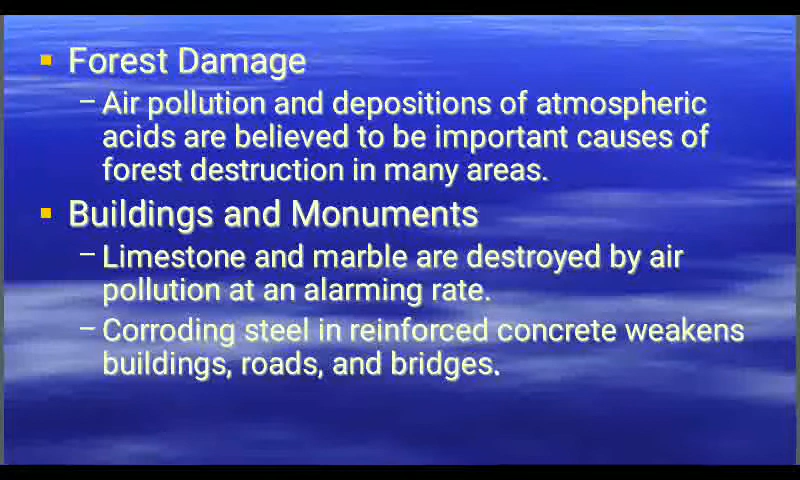 Forest Damage
– Air pollution and depositions of atmospheric
acids are believed to be important causes of
forest destruction in many areas.
Buildings and Monuments
– Limestone and marble are destroyed by air
pollution at an alarming rate.
– Corroding steel in reinforced concrete weakens
buildings, roads, and bridges.